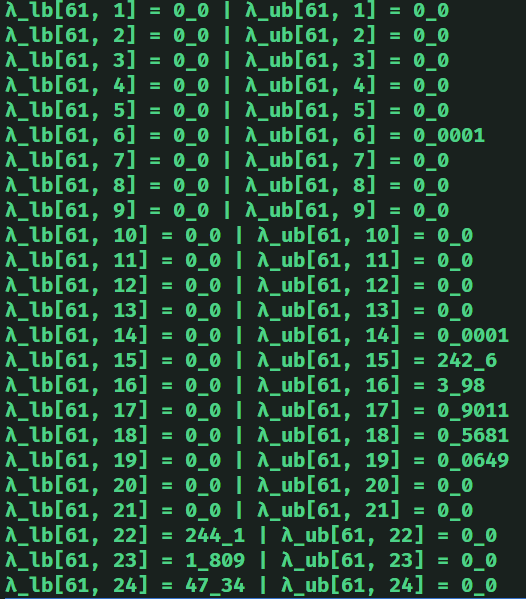 λ_lb[61, 1] = 0_0 | λ_ub[61, 1] = 0_0
λ_lb[61, 2] = 0_0 | λ_ub[61, 2] = 0_0
λ_lb[61, 3] = 0_0 | λ_ub[61, 3] = 0_0
λ_lb[61, 4] = 0_0 | λ_ub[61, 4] = 0_0
λ_lb[61, 5] = 0_0 | λ_ub[61, 5] = 0_0
λ_lb[61, 6] = 0_0 | λ_ub[61, 6] = 0_0001
λ_lb[61, 7] = 0_0 | λ_ub[61, 7] = 0_0
λ_lb[61, 8] = 0_0 | λ_ub[61, 8] = 0_0
λ_lb[61, 9] = 0_0 | λ_ub[61, 9] = 0_0
λ_lb[61, 10] = 0_0 | λ_ub[61, 10] = 0_0
λ_lb[61, 11] = 0_0 | λ_ub[61, 11] = 0_0
λ_lb[61, 12] = 0_0 | λ_ub[61, 12] = 0_0
λ_lb[61, 13] = 0_0 | λ_ub[61, 13] = 0_0
λ_lb[61, 14] = 0_0 | λ_ub[61, 14] = 0_0001
λ_lb[61, 15] = 0_0 | λ_ub[61, 15] = 242_6
λ_lb[61, 16] = 0_0 | λ_ub[61, 16] = 3_98
λ_lb[61, 17] = 0_0 | λ_ub[61, 17] = 0_9011
λ_lb[61, 18] = 0_0 | λ_ub[61, 18] = 0_5681
λ_lb[61, 19] = 0_0 | λ_ub[61, 19] = 0_0649
λ_lb[61, 20] = 0_0 | λ_ub[61, 20] = 0_0
λ_lb[61, 21] = 0_0 | λ_ub[61, 21] = 0_0
λ_lb[61, 22] = 244_1 | λ_ub[61, 22] = 0_0
λ_lb[61, 23] = 1_809 | λ_ub[61, 23] = 0_0
λ_lb[61, 24] = 47_34 | λ_ub[61, 24] = 0_0